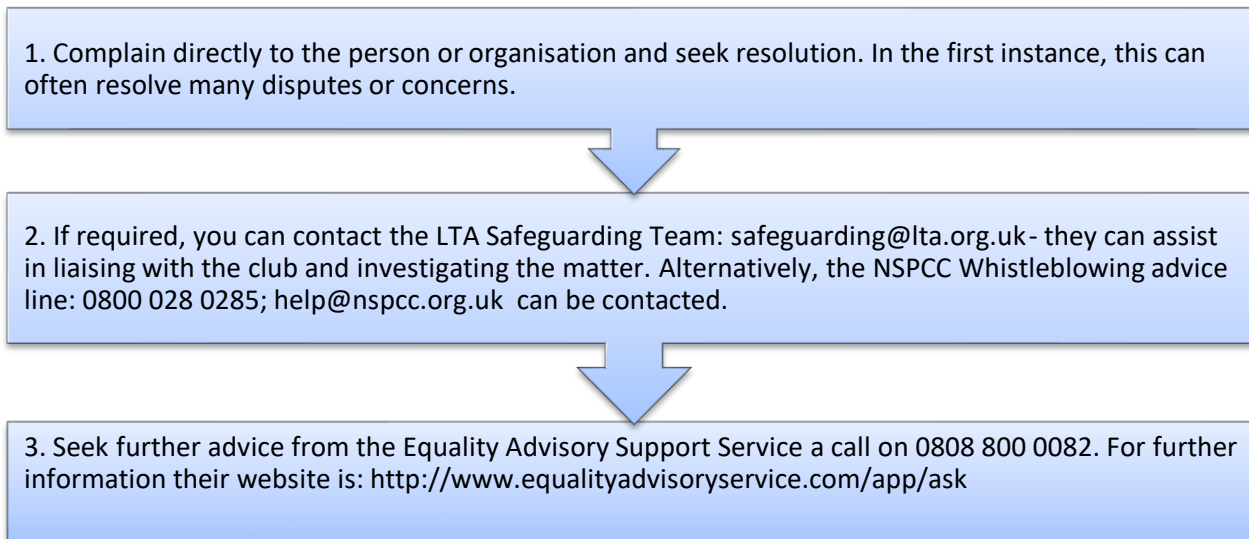 1. Complain directly to the person or organisation and seek resolution. In the first instance, this can
often resolve many disputes or concerns.
2. If required, you can contact the LTA Safeguarding Team: safeguarding@lta.org.uk- they can assist
in liaising with the club and investigating the matter. Alternatively, the NSPCC Whistleblowing advice
line: 0800 028 0285; help@nspcc.org.uk  can be contacted.
3. Seek further advice from the Equality Advisory Support Service a call on 0808 800 0082. For further
information their website is: http://www.equalityadvisoryservice.com/app/ask